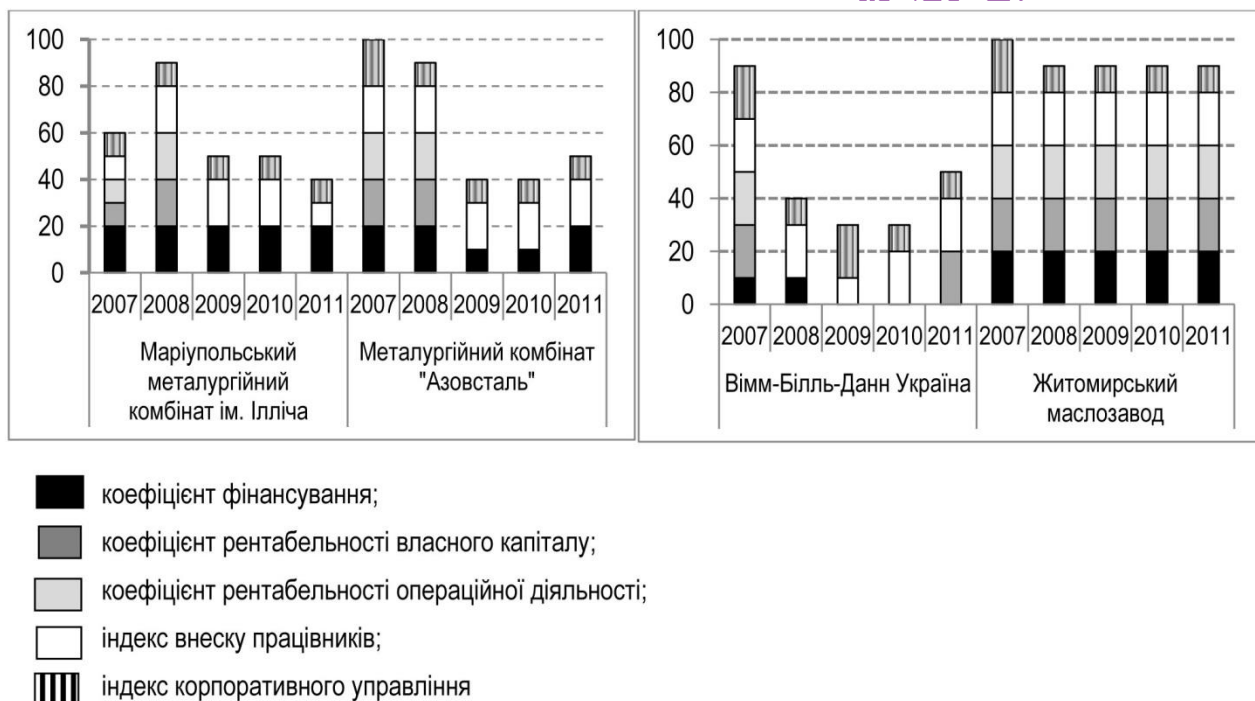 100
80
60
40
20
0
2007 2008 2009 2010 2011 2007 2008 2009 2010 2011
Маріупольський
металургійний
комбінат ім. Ілліча
Металургійний комбінат
"Азовсталь"
100
80
60
40
20
0
2007 2008 2009 2010 2011 2007 2008 2009 2010 2011
Вімм-Білль-Данн Україна
Житомирський
маслозавод
коефіцієнт фінансування;
коефіцієнт рентабельності власного капіталу;
коефіцієнт рентабельності операційної діяльності;
індекс внеску працівників;
індекс корпоративного управління